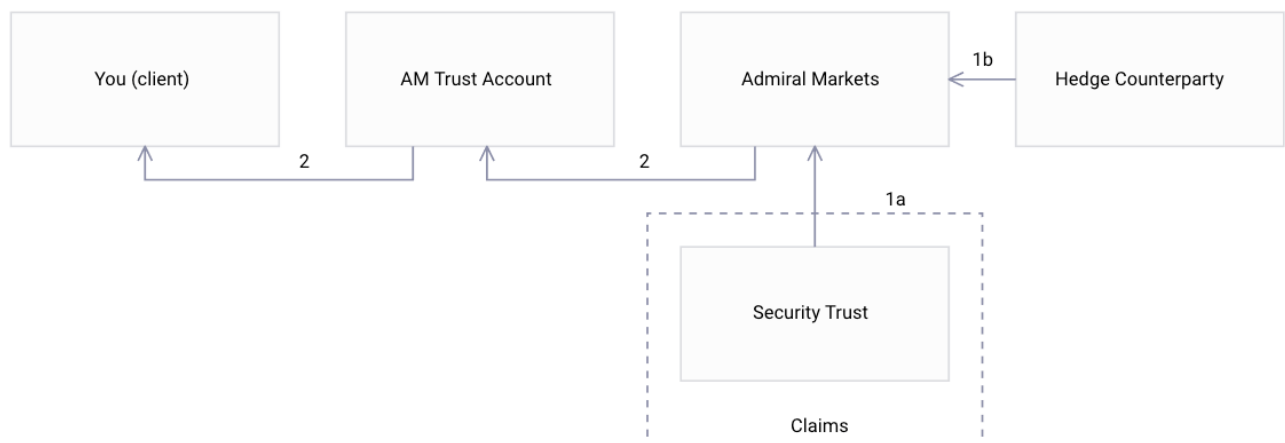 You (client)
AM Trust Account
Admiral Markets
1b
Hedge Counterparty
2
2
1a
Security Trust
Claims